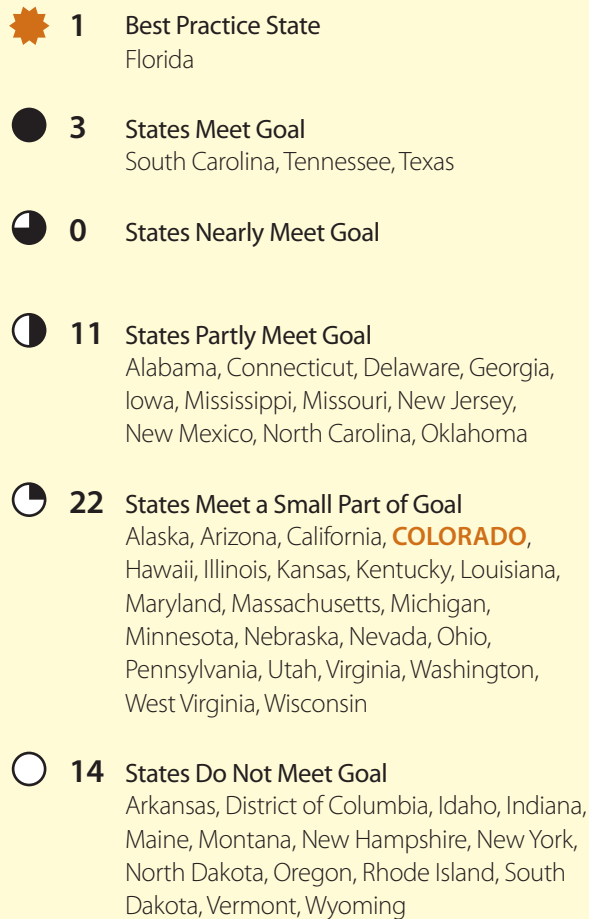 1 Best Practice State
Florida
3 States Meet Goal
South Carolina, Tennessee, Texas
0 States Nearly Meet Goal
11 States Partly Meet Goal
Alabama, Connecticut, Delaware, Georgia,
Iowa, Mississippi, Missouri, New Jersey,
New Mexico, North Carolina, Oklahoma
22 States Meet a Small Part of Goal
Alaska, Arizona, California, COLORADO,
Hawaii, Illinois, Kansas, Kentucky, Louisiana,
Maryland, Massachusetts, Michigan,
Minnesota, Nebraska, Nevada, Ohio,
Pennsylvania, Utah, Virginia, Washington,
West Virginia, Wisconsin
14 States Do Not Meet Goal
Arkansas, District of Columbia, Idaho, Indiana,
Maine, Montana, New Hampshire, New York,
North Dakota, Oregon, Rhode Island, South
Dakota, Vermont, Wyoming